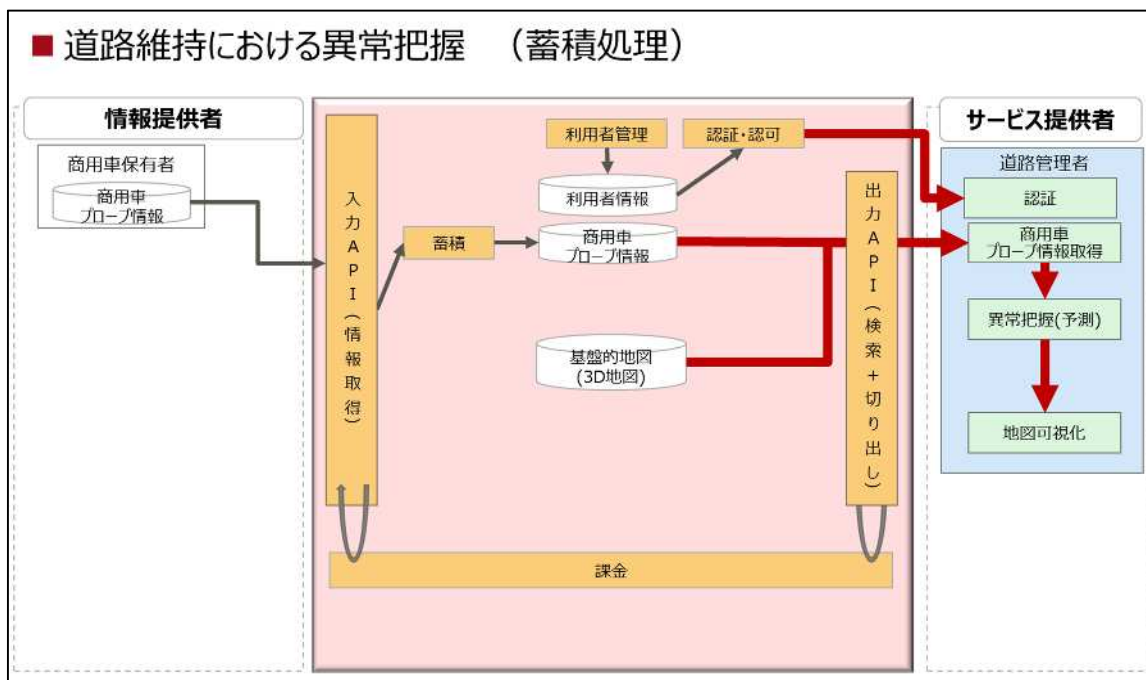 ■ 道路維持における異常把握　（蓄積処理）
情報提供者
商用車保有者
商用車
プローブ情報
入力API(情報取得)
利用者管理
認証・認可
利用者情報
蓄積
商用車
プローブ情報
基盤的地図
(3D地図)
出力API(検索+切り出し)
課金
サービス提供者
道路管理者
認証
商用車
プローブ情報取得
異常把握(予測)
地図可視化